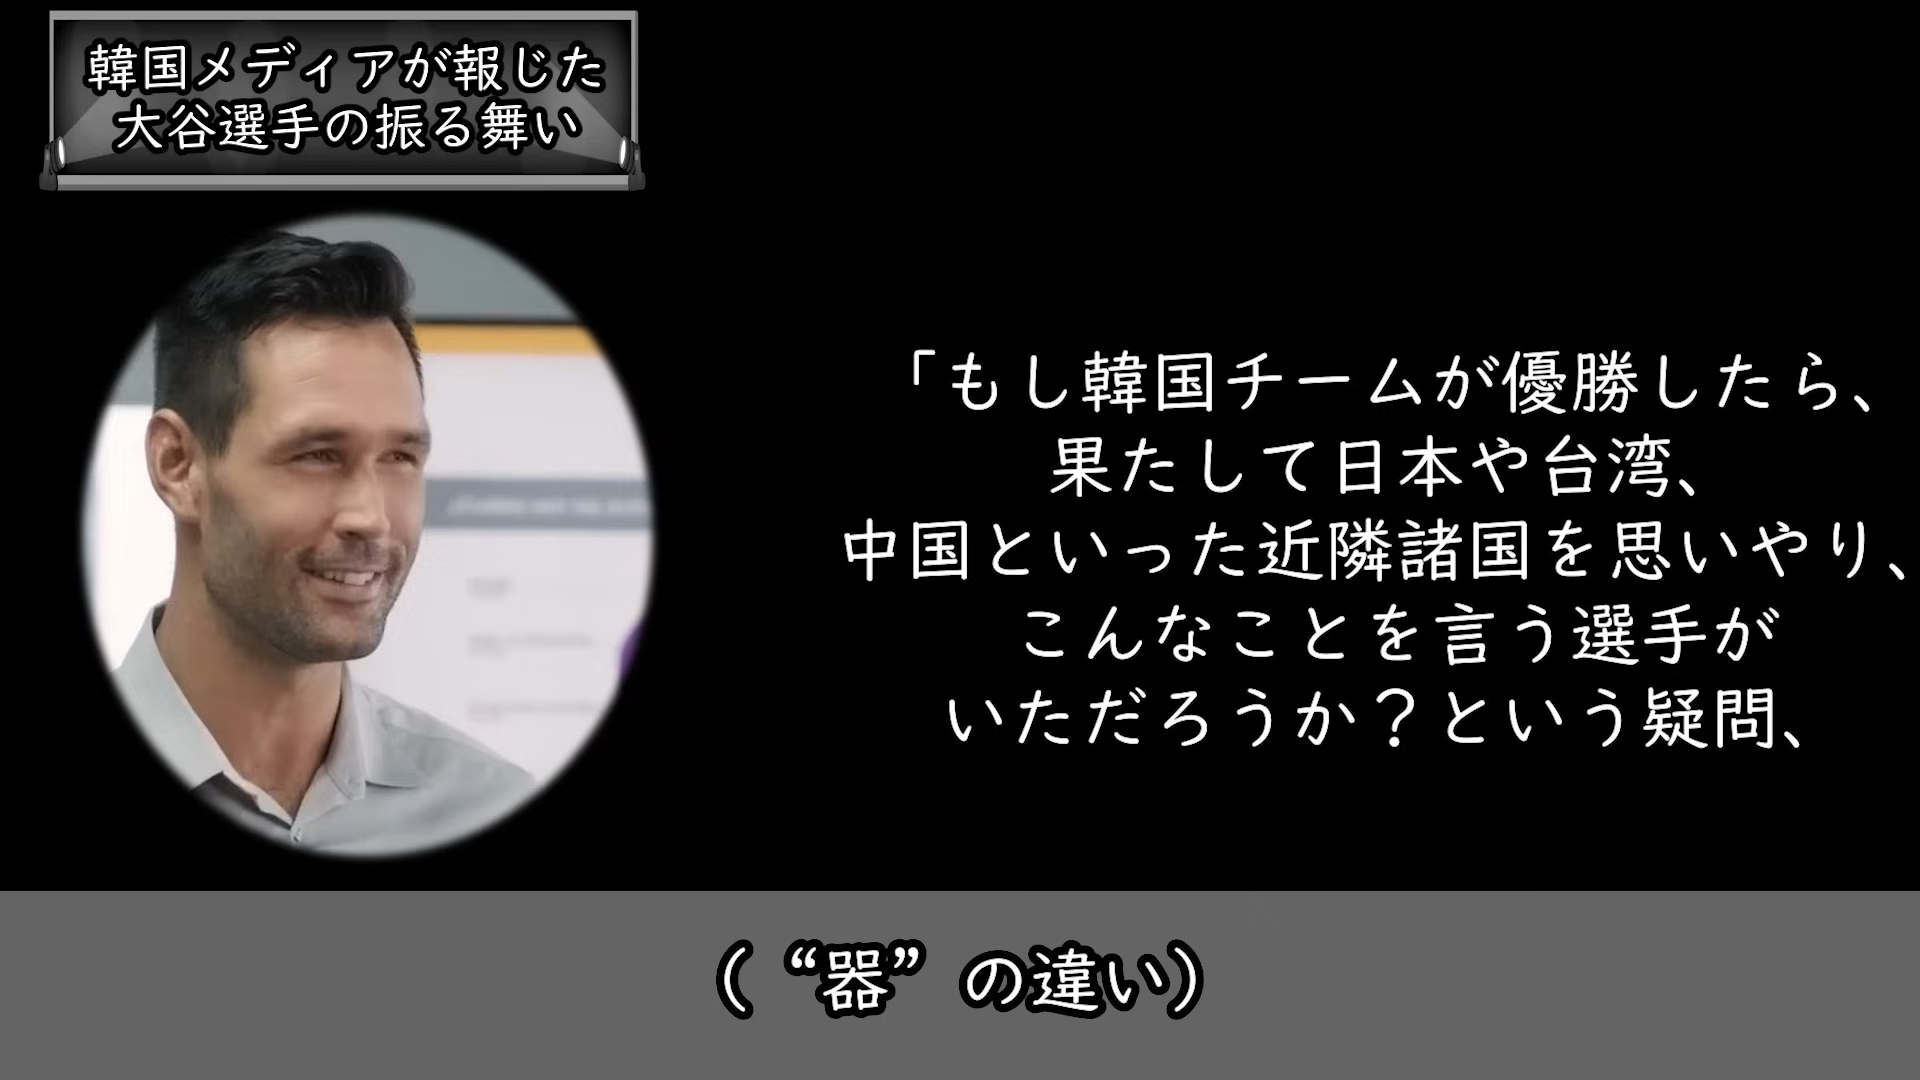 韓国メディアが報じた
大谷選手の振る舞い
「もし韓国チームが優勝したら、
果たして日本や台湾、
中国といった近隣諸国を思いやり、
こんなことを言う選手が
いただろうか？という疑問、
（“器”の違い）